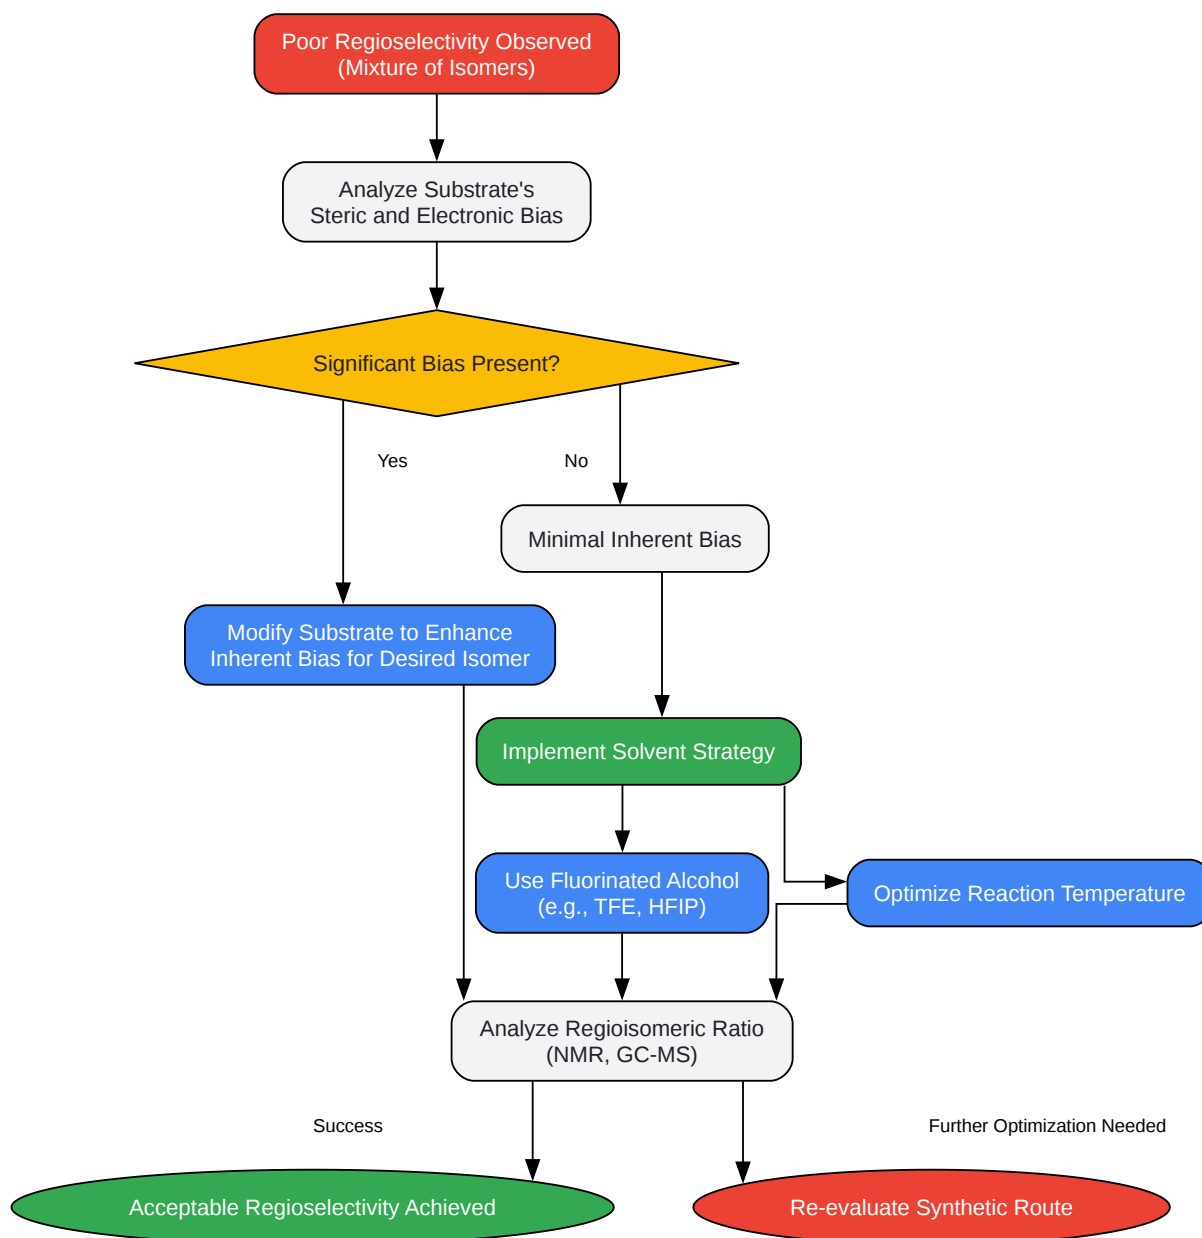 Poor Regioselectivity Observed
(Mixture of Isomers)
Analyze Substrate's
Steric and Electronic Bias
Significant Bias Present?
Yes
No
Minimal Inherent Bias
Modify Substrate to Enhance
Inherent Bias for Desired Isomer
Implement Solvent Strategy
Use Fluorinated Alcohol
(e.g., TFE, HFIP)
Optimize Reaction Temperature
Analyze Regioisomeric Ratio
(NMR, GC-MS)
Success
Further Optimization Needed
Acceptable Regioselectivity Achieved
Re-evaluate Synthetic Route